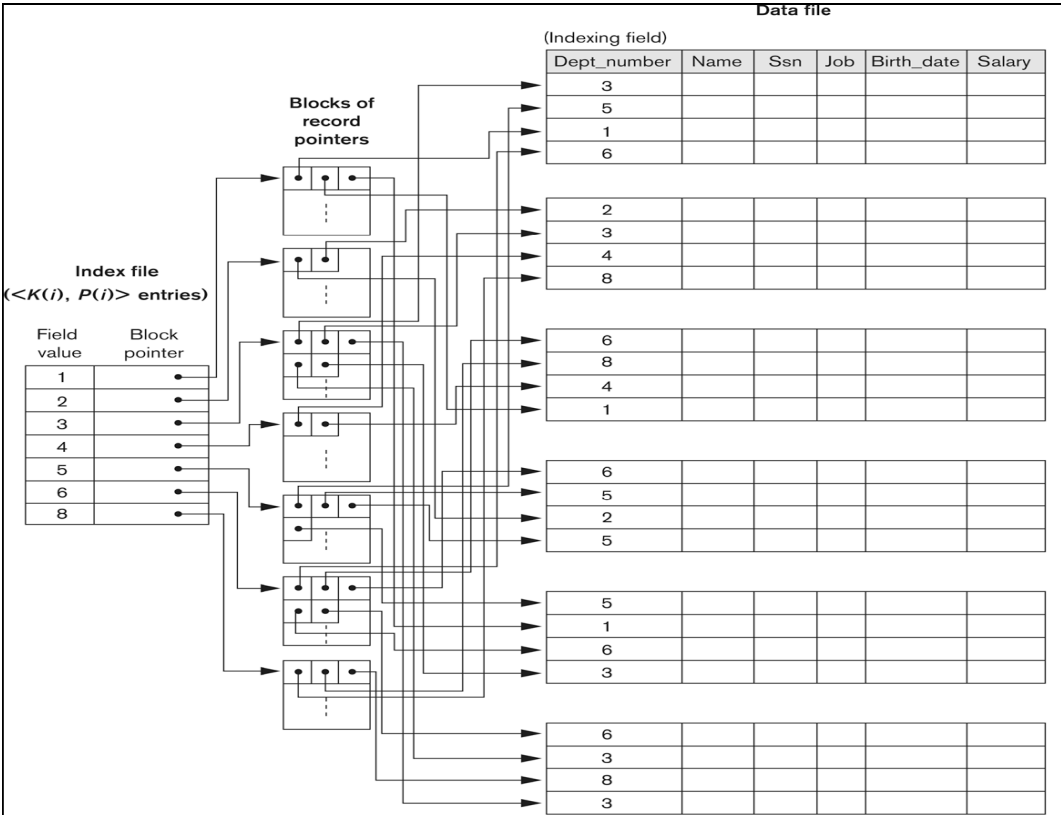 Data file
(Indexing field)
Dept_number Name Ssn Job Birth_date Salary
3
5
1
6
2
3
4
8
6
8
4
1
6
5
2
5
5
1
6
3
6
3
8
3
Blocks of
record
pointers
Index file
(<K(i), P(i)> entries)
Field
value
Block
pointer
1
2
3
4
5
6
8